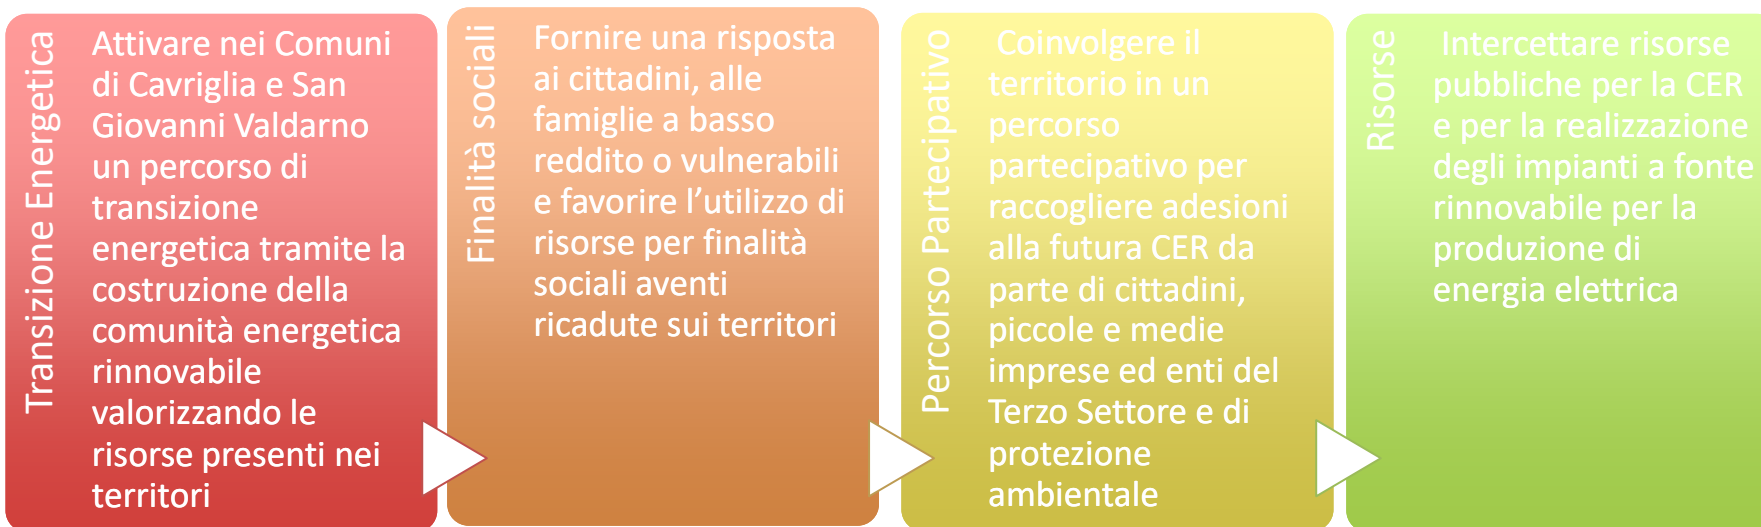 Transizione Energetica
Attivare nei Comuni
di Cavriglia e San
Giovanni Valdarno
un percorso di
transizione
energetica tramite la
costruzione della
comunità energetica
rinnovabile
valorizzando le
risorse presenti nei
territori
Finalità sociali
Fornire una risposta
ai cittadini, alle
famiglie a basso
reddito o vulnerabili
e favorire l’utilizzo di
risorse per finalità
sociali aventi
ricadute sui territori
Percorso Partecipativo
Coinvolgere il
territorio in un
percorso
partecipativo per
raccogliere adesioni
alla futura CER da
parte di cittadini,
piccole e medie
imprese ed enti del
Terzo Settore e di
protezione
ambientale
Risorse
Intercettare risorse
pubbliche per la CER
e per la realizzazione
degli impianti a fonte
rinnovabile per la
produzione di
energia elettrica